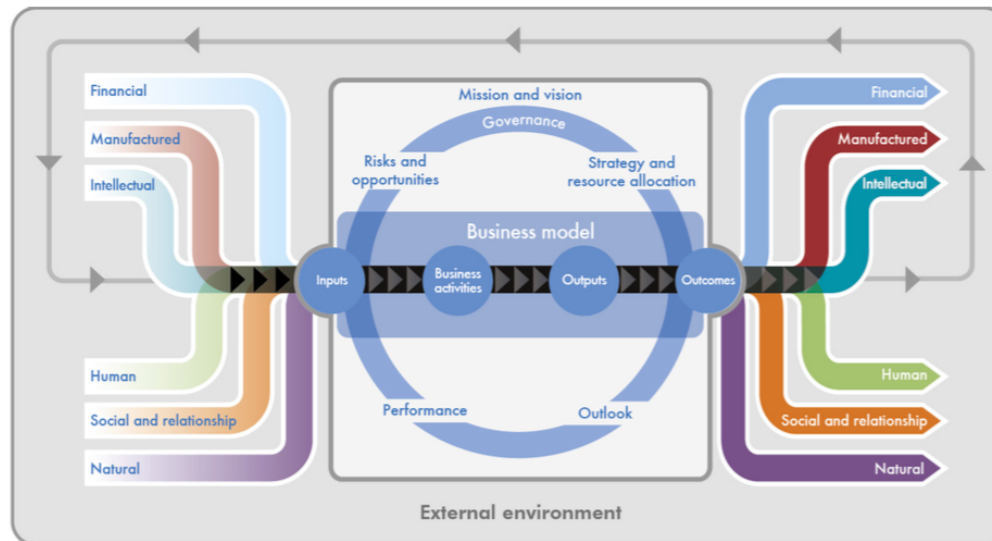 Financial
Manufactured
Intellectual
Human
Social and relationship
Natural
Mission and vision
Governance
Risks and
opportunities
Strategy and
resource allocation
Business model
Inputs
Business
activities
Outputs
Outcomes
Performance
Outlook
Financial
Manufactured
Intellectual
Human
Social and relationship
Natural
External environment